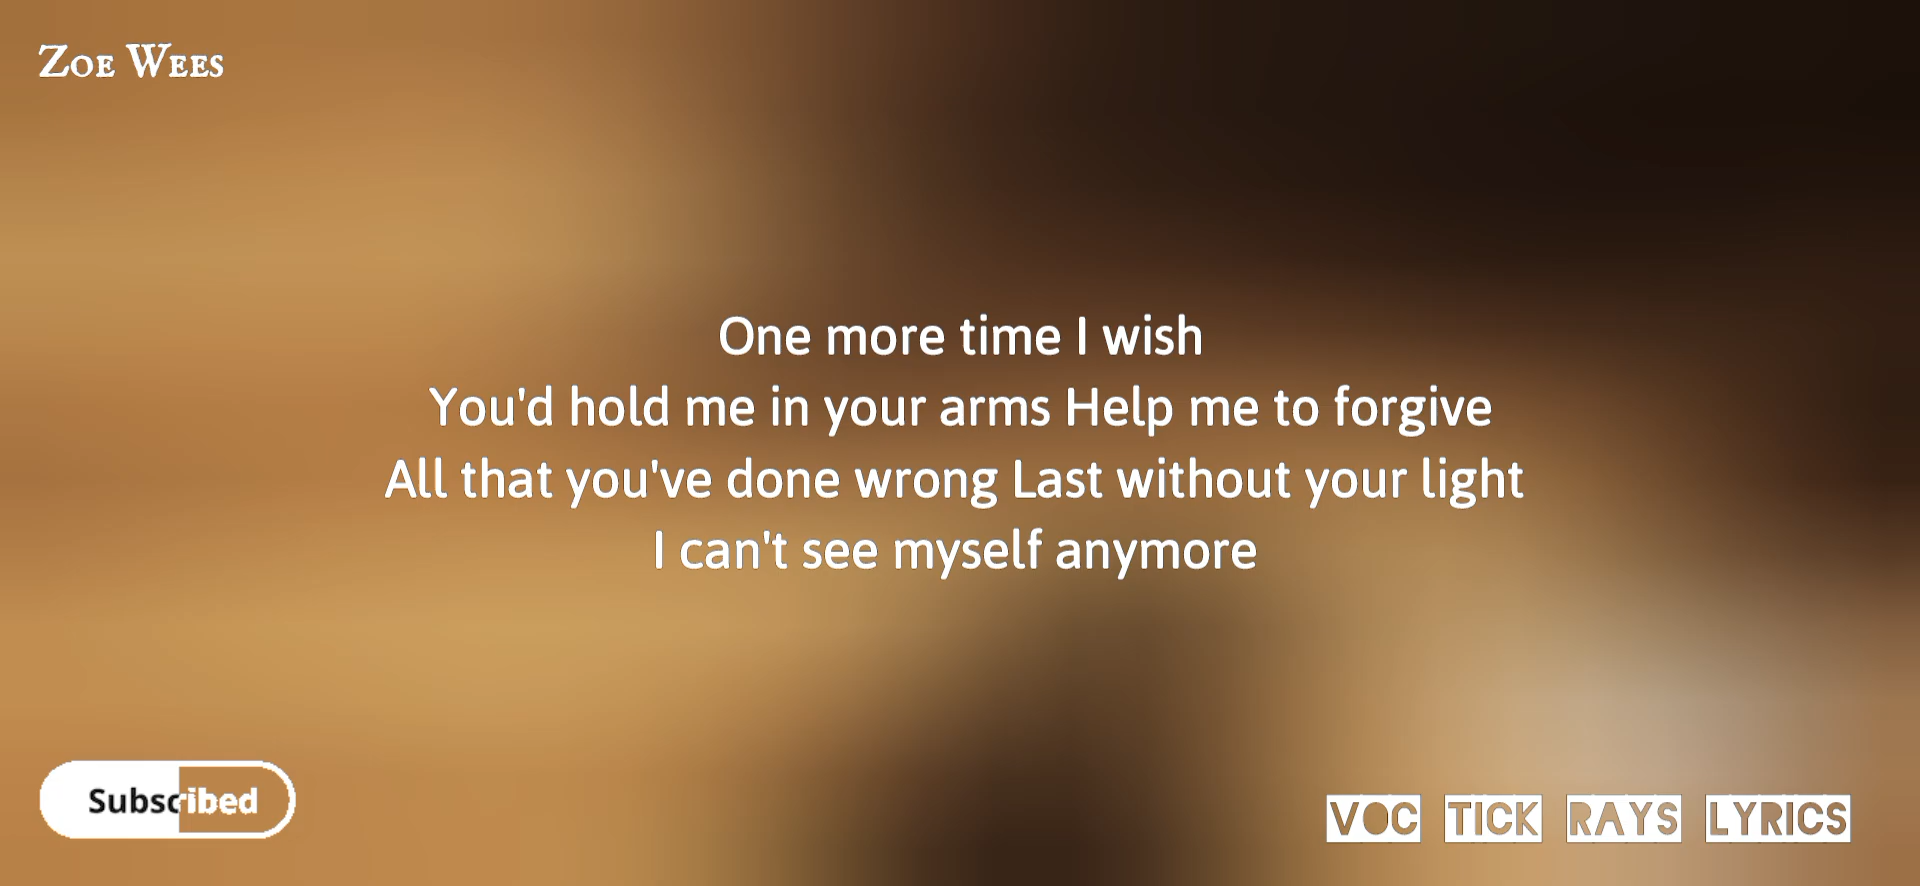 Zoe Wees
One more time I wish
You'd hold me in your arms Help me to forgive
All that you've done wrong Last without your light
I can't see myself anymore
Subscribed
VOC TICK RAYS LYRICS